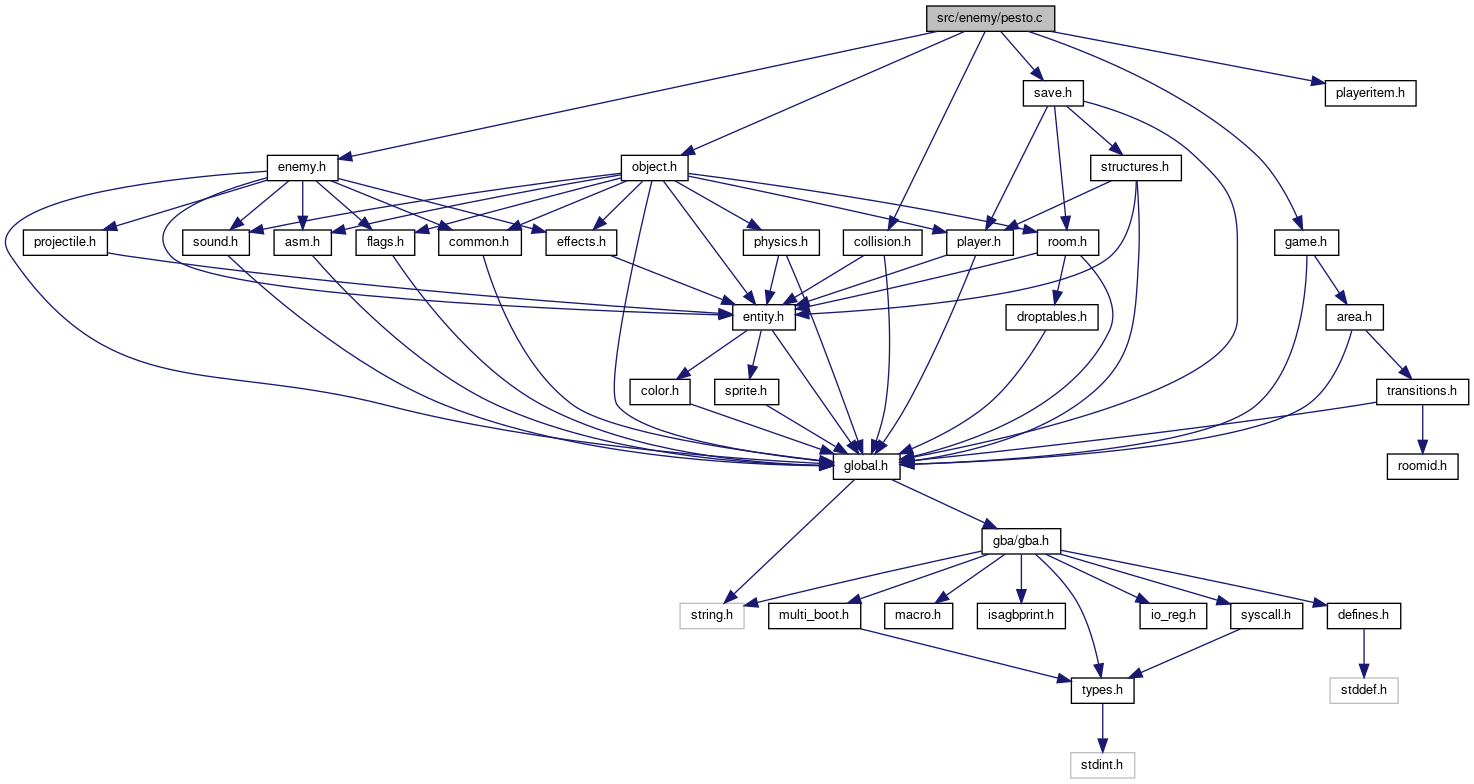 src/enemy/pesto.c
save.h
playeritem.h
enemy.h
object.h
structures.h
projectile.h
sound.h
asm.h
flags.h
common.h
effects.h
physics.h
collision.h
player.h
room.h
game.h
entity.h
droptables.h
area.h
color.h
sprite.h
transitions.h
global.h
roomid.h
gba/gba.h
string.h
multi_boot.h
macro.h
isagbprint.h
io_reg.h
syscall.h
defines.h
types.h
stddef.h
stdint.h